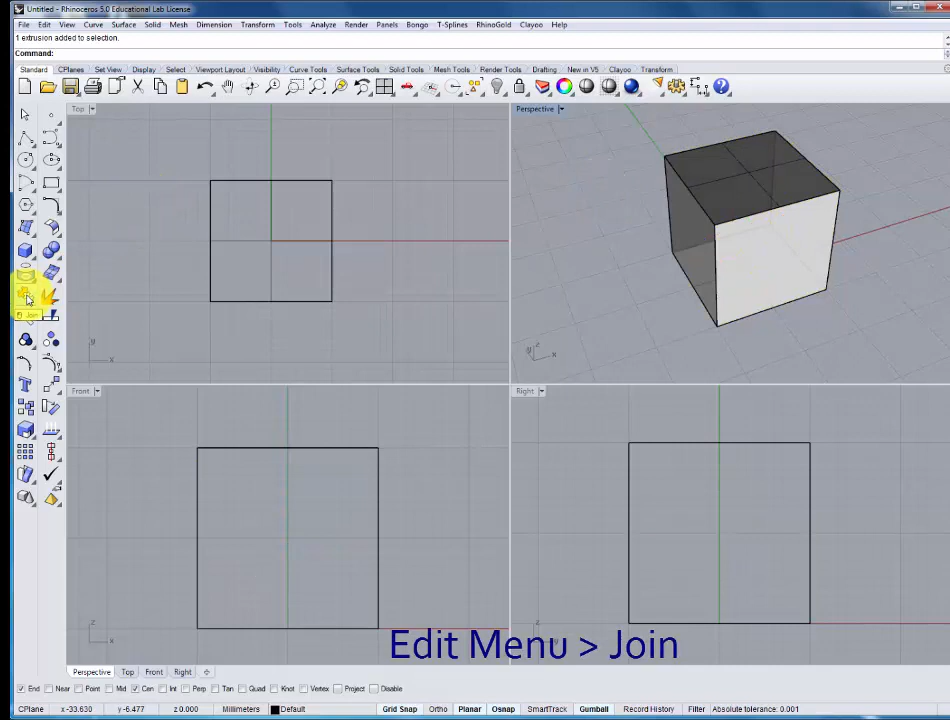 Untitled - Rhinoceros 5.0 Educational Lab License
File Edit View Curve Surface Solid Mesh Dimension Transform Tools Analyze Render Panels Bongo T-Splines RhinoGold Clayoo Help
1 extrusion added to selection.
Command:
Standard CPlanes Set View Display Select Viewport Layout Visibility Curve Tools Surface Tools Solid Tools Mesh Tools Render Tools Drafting New in V5 Clayoo Transform
Top
Perspective
y
x
y
z
x
Join
Front
Right
z
x
z
Edit Menu > Join
Perspective Top Front Right
End Near Point Mid Cen Int Perp Tan Quad Knot Vertex Project Disable
CPlane x -33.630 y -6.477 z 0.000 Millimeters Default Grid Snap Ortho Planar Osnap SmartTrack Gumball Record History Filter Absolute tolerance: 0.001